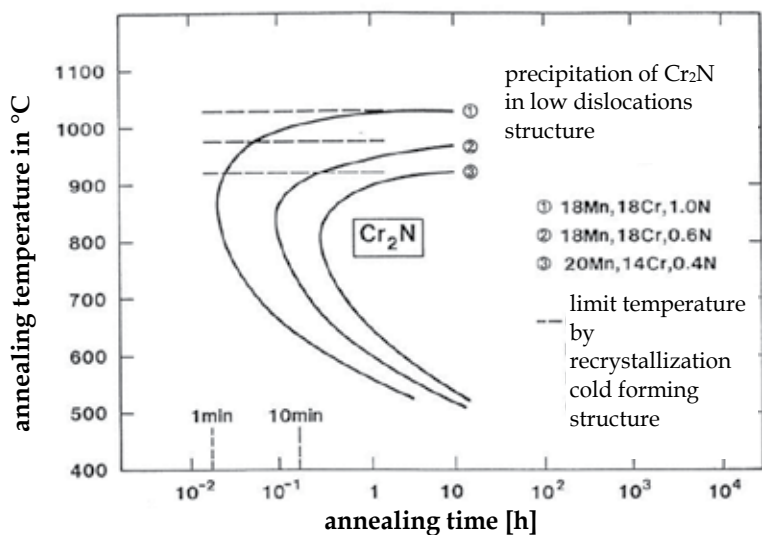 annealing temperature in °C
1100
1000
900
800
700
600
500
400
precipitation of Cr₂N
in low dislocations
structure
①
②
③
Cr₂N
① 18Mn,18Cr,1.0N
② 18Mn,18Cr,0.6N
③ 20Mn,14Cr,0.4N
limit temperature
by
recrystallization
cold forming
structure
1min
10min
10⁻²
10⁻¹
1
10
10²
10³
10⁴
annealing time [h]